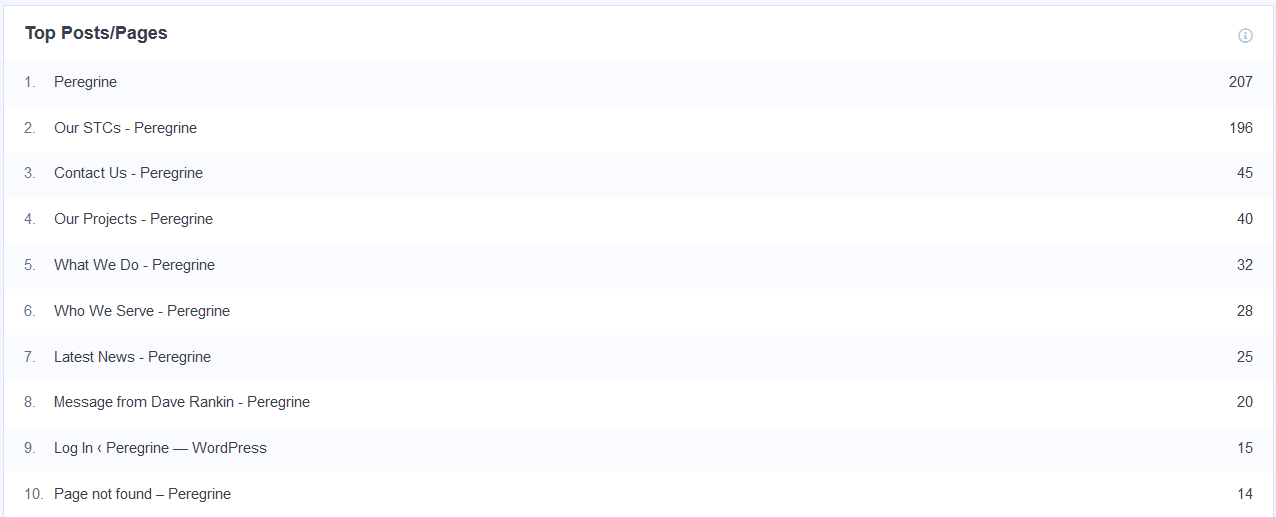 Top Posts/Pages
1. Peregrine 207
2. Our STCs - Peregrine 196
3. Contact Us - Peregrine 45
4. Our Projects - Peregrine 40
5. What We Do - Peregrine 32
6. Who We Serve - Peregrine 28
7. Latest News - Peregrine 25
8. Message from Dave Rankin - Peregrine 20
9. Log In ‹ Peregrine — WordPress 15
10. Page not found – Peregrine 14